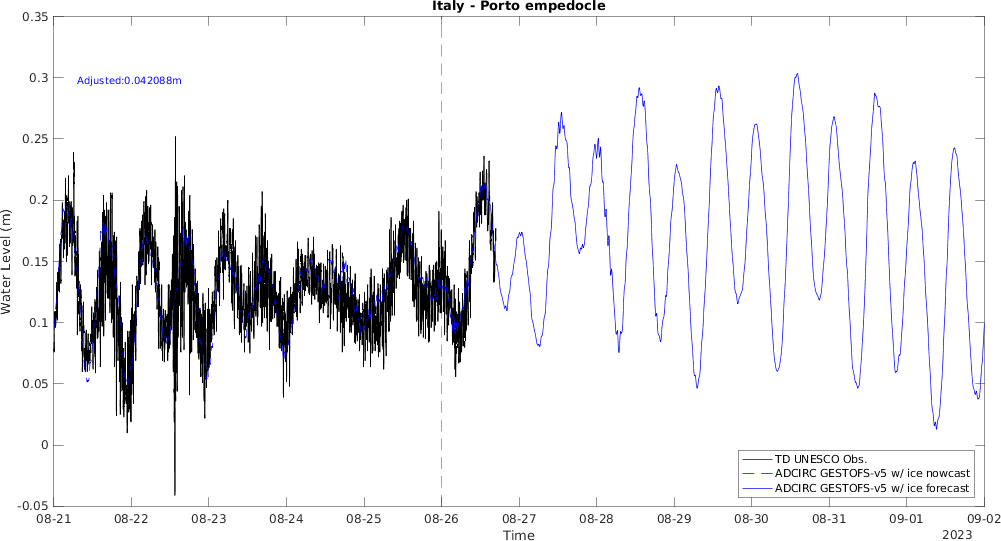 Italy - Porto empedocle
Water Level (m)
0.35
0.3
0.25
0.2
0.15
0.1
0.05
0
-0.05
Adjusted:0.042088m
TD UNESCO Obs.
ADCIRC GESTOFS-v5 w/ ice nowcast
ADCIRC GESTOFS-v5 w/ ice forecast
08-21 08-22 08-23 08-24 08-25 08-26 08-27 08-28 08-29 08-30 08-31 09-01 09-02
Time
2023